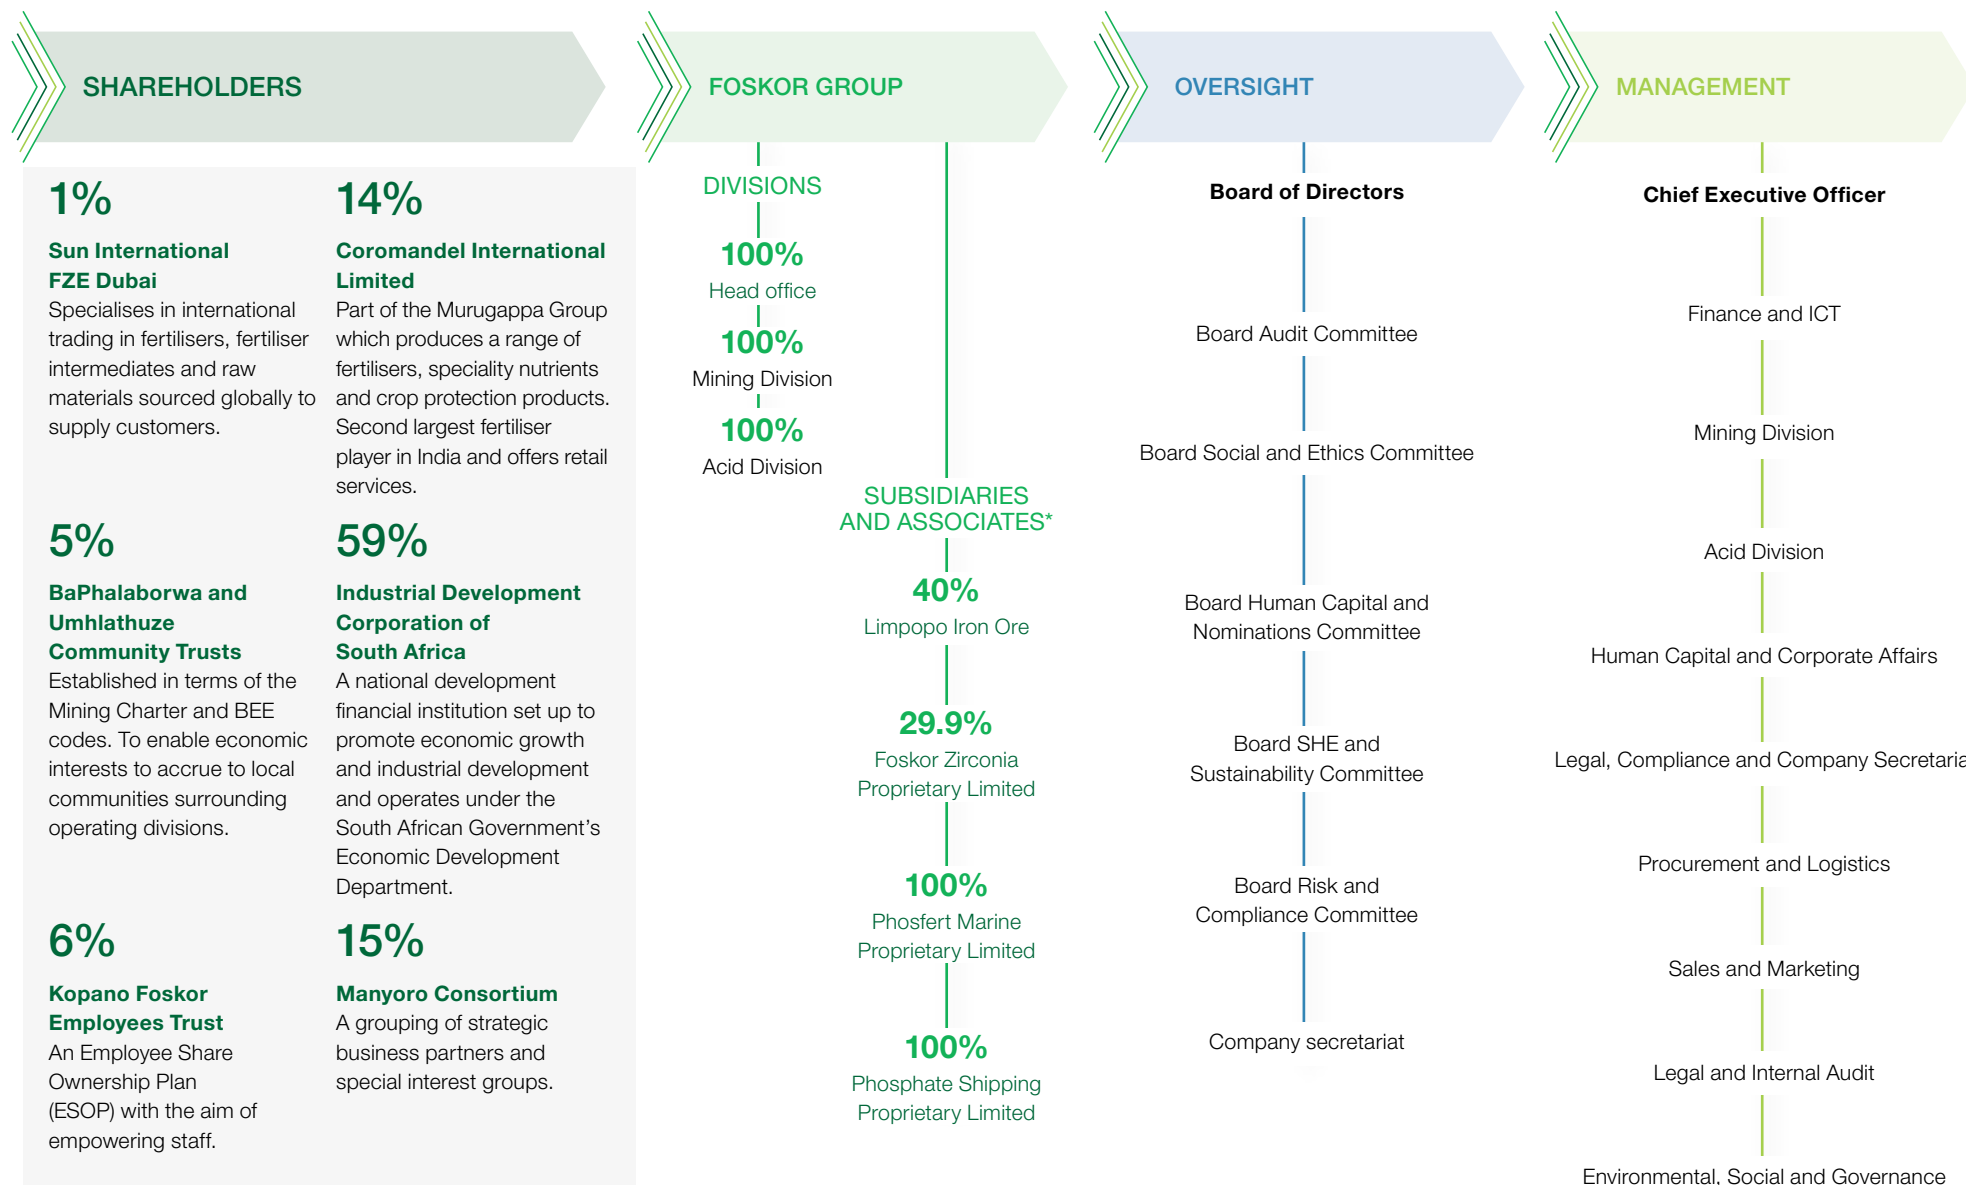 SHAREHOLDERS
1%
Sun International
FZE Dubai
Specialises in international
trading in fertilisers, fertiliser
intermediates and raw
materials sourced globally to
supply customers.
14%
Coromandel International
Limited
Part of the Murugappa Group
which produces a range of
fertilisers, speciality nutrients
and crop protection products.
Second largest fertiliser
player in India and offers retail
services.
5%
BaPhalaborwa and
Umhlathuze
Community Trusts
Established in terms of the
Mining Charter and BEE
codes. To enable economic
interests to accrue to local
communities surrounding
operating divisions.
59%
Industrial Development
Corporation of
South Africa
A national development
financial institution set up to
promote economic growth
and industrial development
and operates under the
South African Government's
Economic Development
Department.
6%
Kopano Foskor
Employees Trust
An Employee Share
Ownership Plan
(ESOP) with the aim of
empowering staff.
15%
Manyoro Consortium
A grouping of strategic
business partners and
special interest groups.
FOSKOR GROUP
DIVISIONS
100%
Head office
100%
Mining Division
100%
Acid Division
SUBSIDIARIES
AND ASSOCIATES*
40%
Limpopo Iron Ore
29.9%
Foskor Zirconia
Proprietary Limited
100%
Phosfert Marine
Proprietary Limited
100%
Phosphate Shipping
Proprietary Limited
OVERSIGHT
Board of Directors
Board Audit Committee
Board Social and Ethics Committee
Board Human Capital and
Nominations Committee
Board SHE and
Sustainability Committee
Board Risk and
Compliance Committee
Company secretariat
MANAGEMENT
Chief Executive Officer
Finance and ICT
Mining Division
Acid Division
Human Capital and Corporate Affairs
Legal, Compliance and Company Secretaria
Procurement and Logistics
Sales and Marketing
Legal and Internal Audit
Environmental, Social and Governance